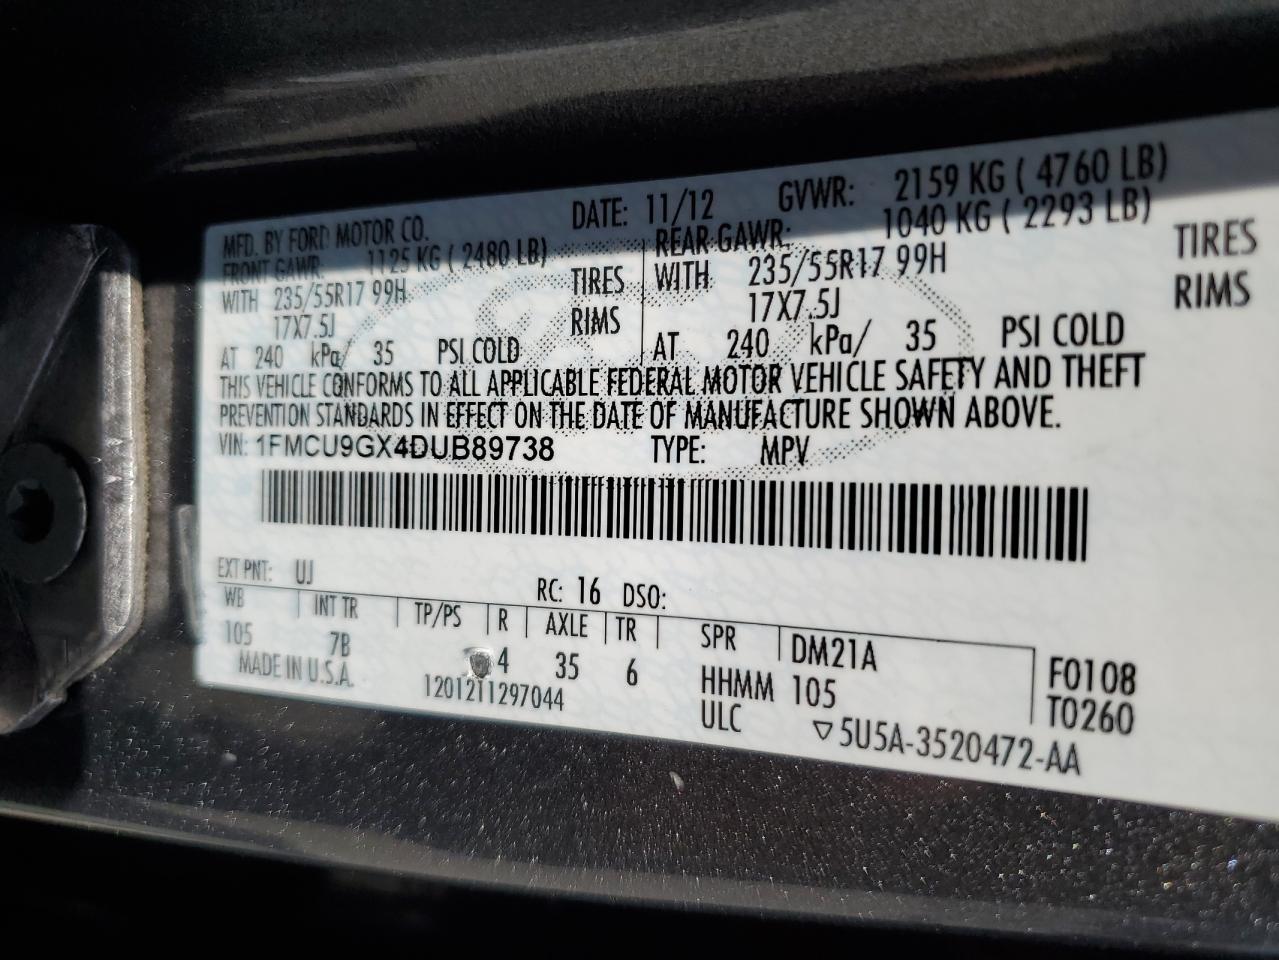 MFD. BY FORD MOTOR CO. DATE: 11/12 GVWR: 2159 KG ( 4760 LB)
FRONT GAWR: 1125 KG ( 2480 LB) REAR GAWR: 1040 KG ( 2293 LB)
WITH 235/55R17 99H TIRES WITH 235/55R17 99H TIRES
17X7.5J RIMS 17X7.5J RIMS
AT 240 kPa/ 35 PSI COLD AT 240 kPa/ 35 PSI COLD
THIS VEHICLE CONFORMS TO ALL APPLICABLE FEDERAL MOTOR VEHICLE SAFETY AND THEFT
PREVENTION STANDARDS IN EFFECT ON THE DATE OF MANUFACTURE SHOWN ABOVE.
VIN: 1FMCU9GX4DUB89738 TYPE: MPV
EXT PNT: UJ RC: 16 DSO:
WB INT TR TP/PS R AXLE TR SPR DM21A F0108
105 7B 4 35 6 HHMM 105 T0260
MADE IN U.S.A. 1201211297044 ULC ▽5U5A-3520472-AA